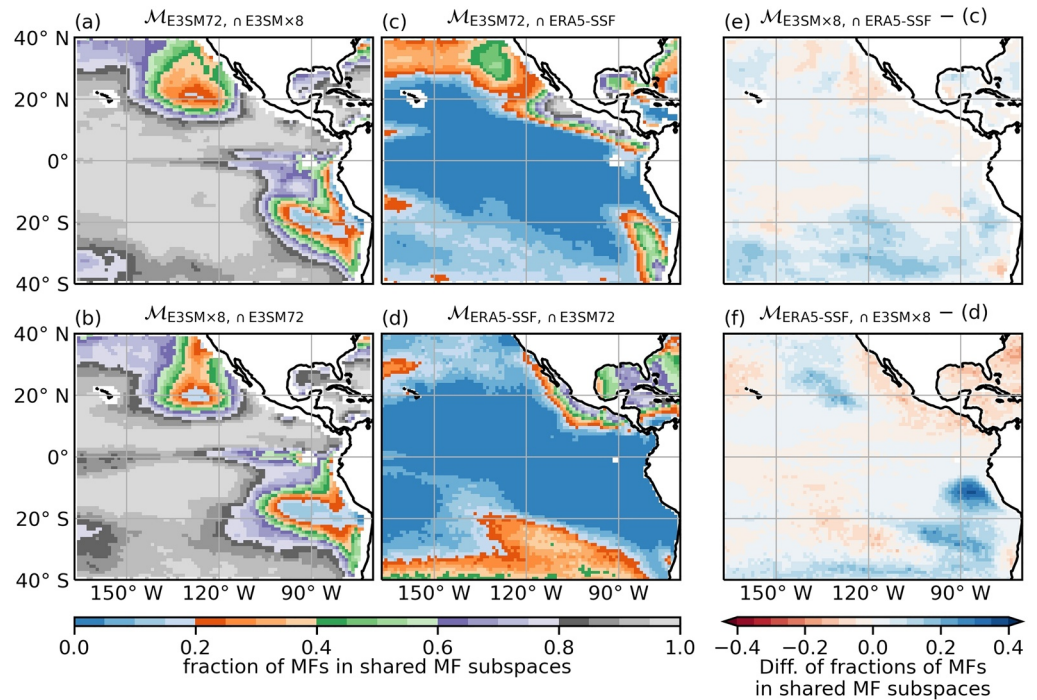 (a) ℳE3SM72, ∩ E3SM×8
(c) ℳE3SM72, ∩ ERA5-SSF
(e) ℳE3SM×8, ∩ ERA5-SSF − (c)
40° N
20° N
0°
20° S
40° S
(b) ℳE3SM×8, ∩ E3SM72
(d) ℳERA5-SSF, ∩ E3SM72
(f) ℳERA5-SSF, ∩ E3SM×8 − (d)
40° N
20° N
0°
20° S
40° S
150° W 120° W 90° W 150° W 120° W 90° W 150° W 120° W 90° W
0.0 0.2 0.4 0.6 0.8 1.0
fraction of MFs in shared MF subspaces
−0.4 −0.2 0.0 0.2 0.4
Diff. of fractions of MFs
in shared MF subspaces